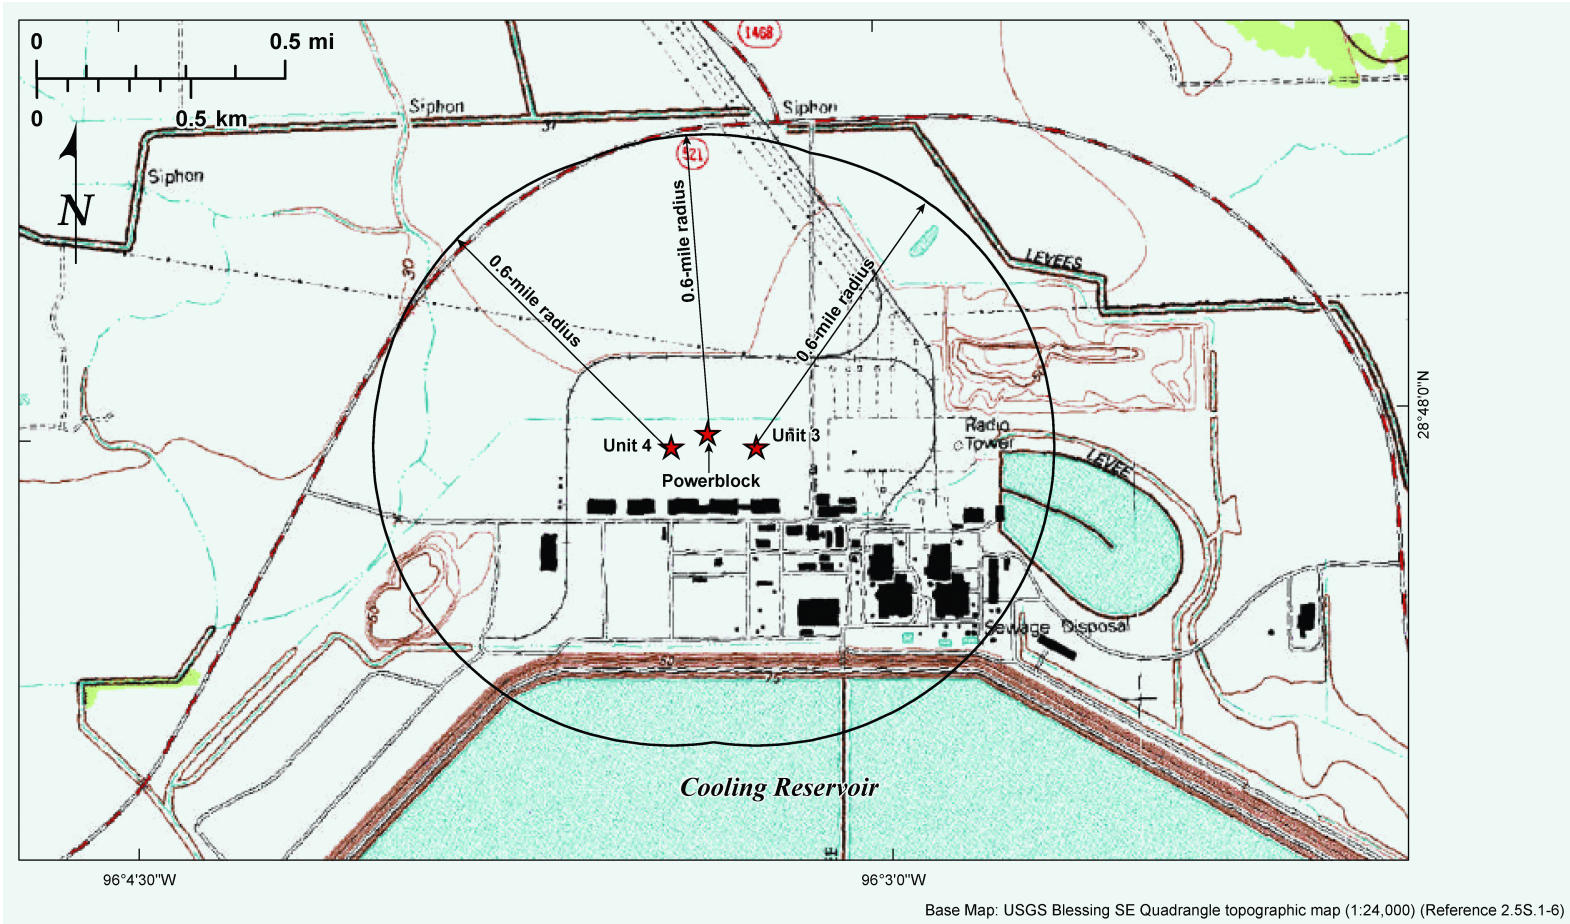 0 0.5 mi
0 0.5 km
1468
Siphon
Siphon
31
521
Siphon
N
30
LEVEES
0.6-mile radius
0.6-mile radius
0.6-mile radius
28°48'0"N
Radio
Tower
Unit 4
Unit 3
LEVEE
Powerblock
Sewage Disposal
75
Cooling Reservoir
96°4'30"W
96°3'0"W
Base Map: USGS Blessing SE Quadrangle topographic map (1:24,000) (Reference 2.5S.1-6)